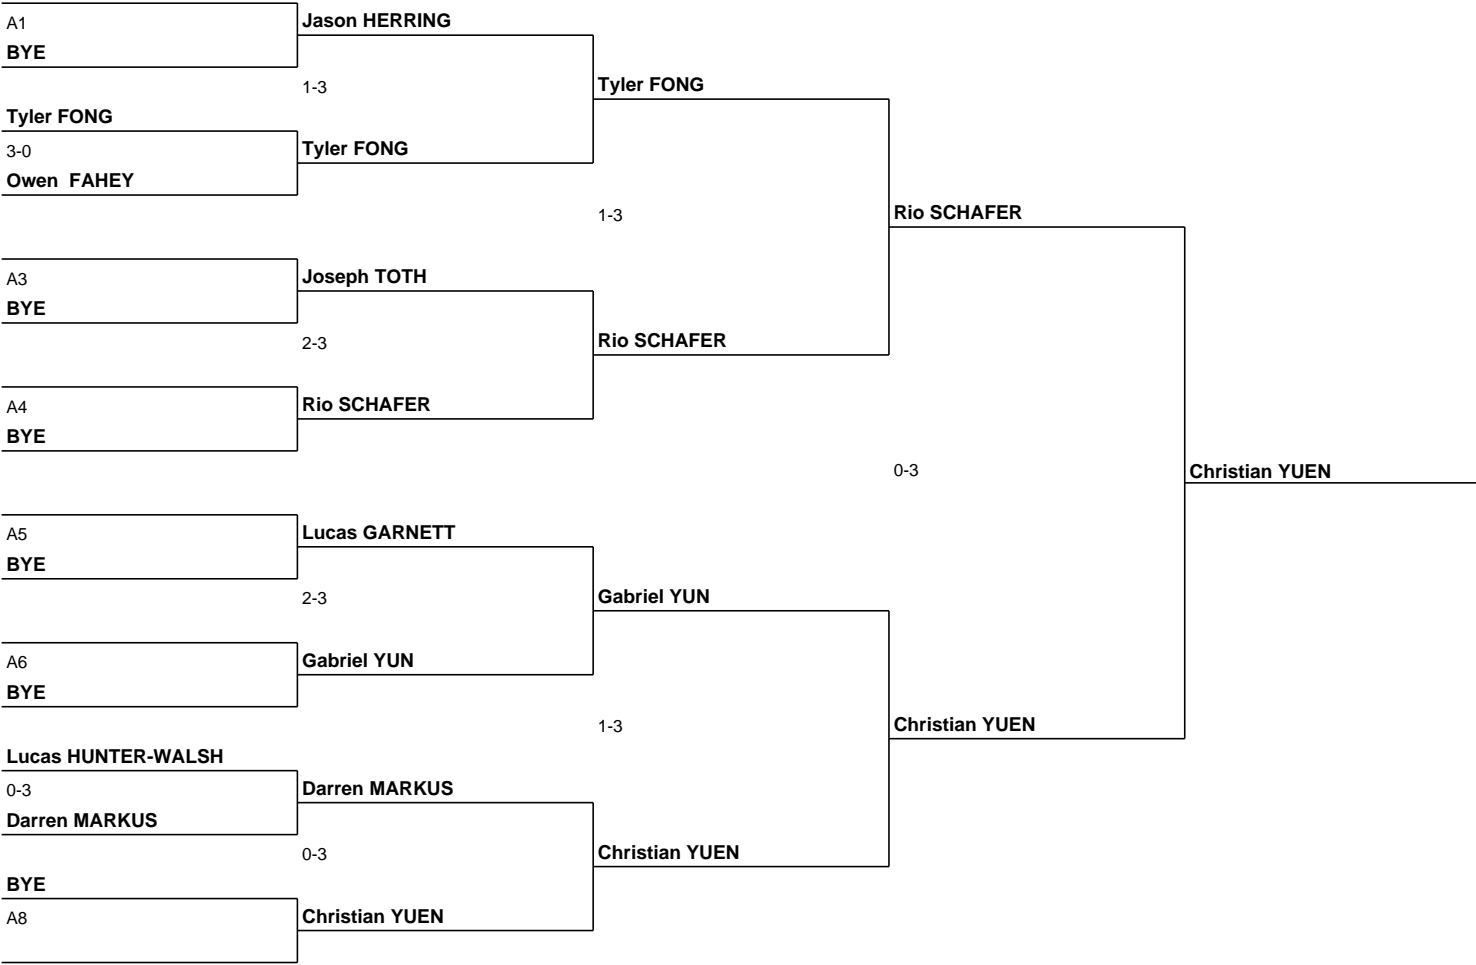 A1
BYE
Jason HERRING
1-3
Tyler FONG
3-0
Owen  FAHEY
Tyler FONG
Tyler FONG
1-3
A3
BYE
Joseph TOTH
2-3
A4
BYE
Rio SCHAFER
Rio SCHAFER
Rio SCHAFER
0-3
A5
BYE
Lucas GARNETT
2-3
A6
BYE
Gabriel YUN
Gabriel YUN
1-3
Lucas HUNTER-WALSH
0-3
Darren MARKUS
Darren MARKUS
0-3
BYE
A8
Christian YUEN
Christian YUEN
Christian YUEN
Christian YUEN